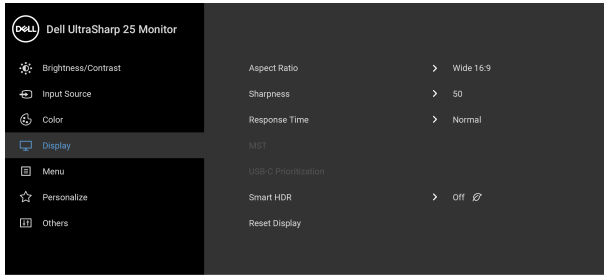 DELL Dell UltraSharp 25 Monitor
Brightness/Contrast
Input Source
Color
Display
Menu
Personalize
Others
Aspect Ratio Wide 16:9
Sharpness 50
Response Time Normal
MST
USB-C Prioritization
Smart HDR Off
Reset Display